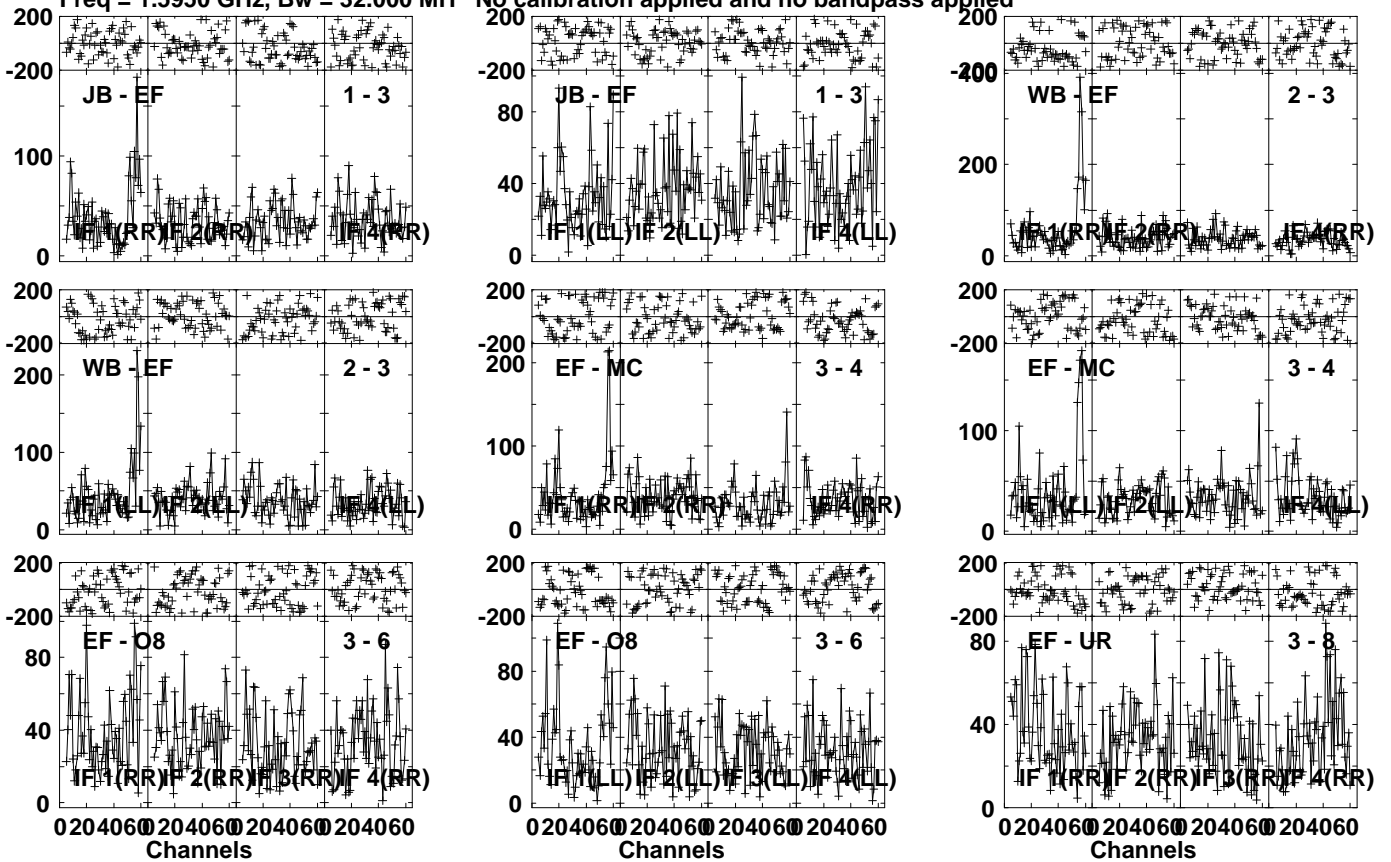 Freq = 1.5950 GHz, Bw = 32.000 MH No calibration applied and no bandpass applied
200
-200
JB - EF 1 - 3
100
0
IF 1(RR) IF 2(RR) IF 4(RR)
200
-200
JB - EF 1 - 3
80
40
0
IF 1(LL) IF 2(LL) IF 4(LL)
200
-200
400
WB - EF 2 - 3
200
0
IF 1(RR) IF 2(RR) IF 4(RR)
200
-200
WB - EF 2 - 3
200
100
0
IF 1(LL) IF 2(LL) IF 4(LL)
200
-200
EF - MC 3 - 4
200
100
0
IF 1(RR) IF 2(RR) IF 4(RR)
200
-200
EF - MC 3 - 4
100
0
IF 1(LL) IF 2(LL) IF 4(LL)
200
-200
EF - O8 3 - 6
80
40
0
IF 1(RR) IF 2(RR) IF 3(RR) IF 4(RR)
0 20 40 60 0 20 40 60 0 20 40 60 0 20 40 60
Channels
200
-200
EF - O8 3 - 6
80
40
0
IF 1(LL) IF 2(LL) IF 3(LL) IF 4(LL)
0 20 40 60 0 20 40 60 0 20 40 60 0 20 40 60
Channels
200
-200
EF - UR 3 - 8
80
40
0
IF 1(RR) IF 2(RR) IF 3(RR) IF 4(RR)
0 20 40 60 0 20 40 60 0 20 40 60 0 20 40 60
Channels